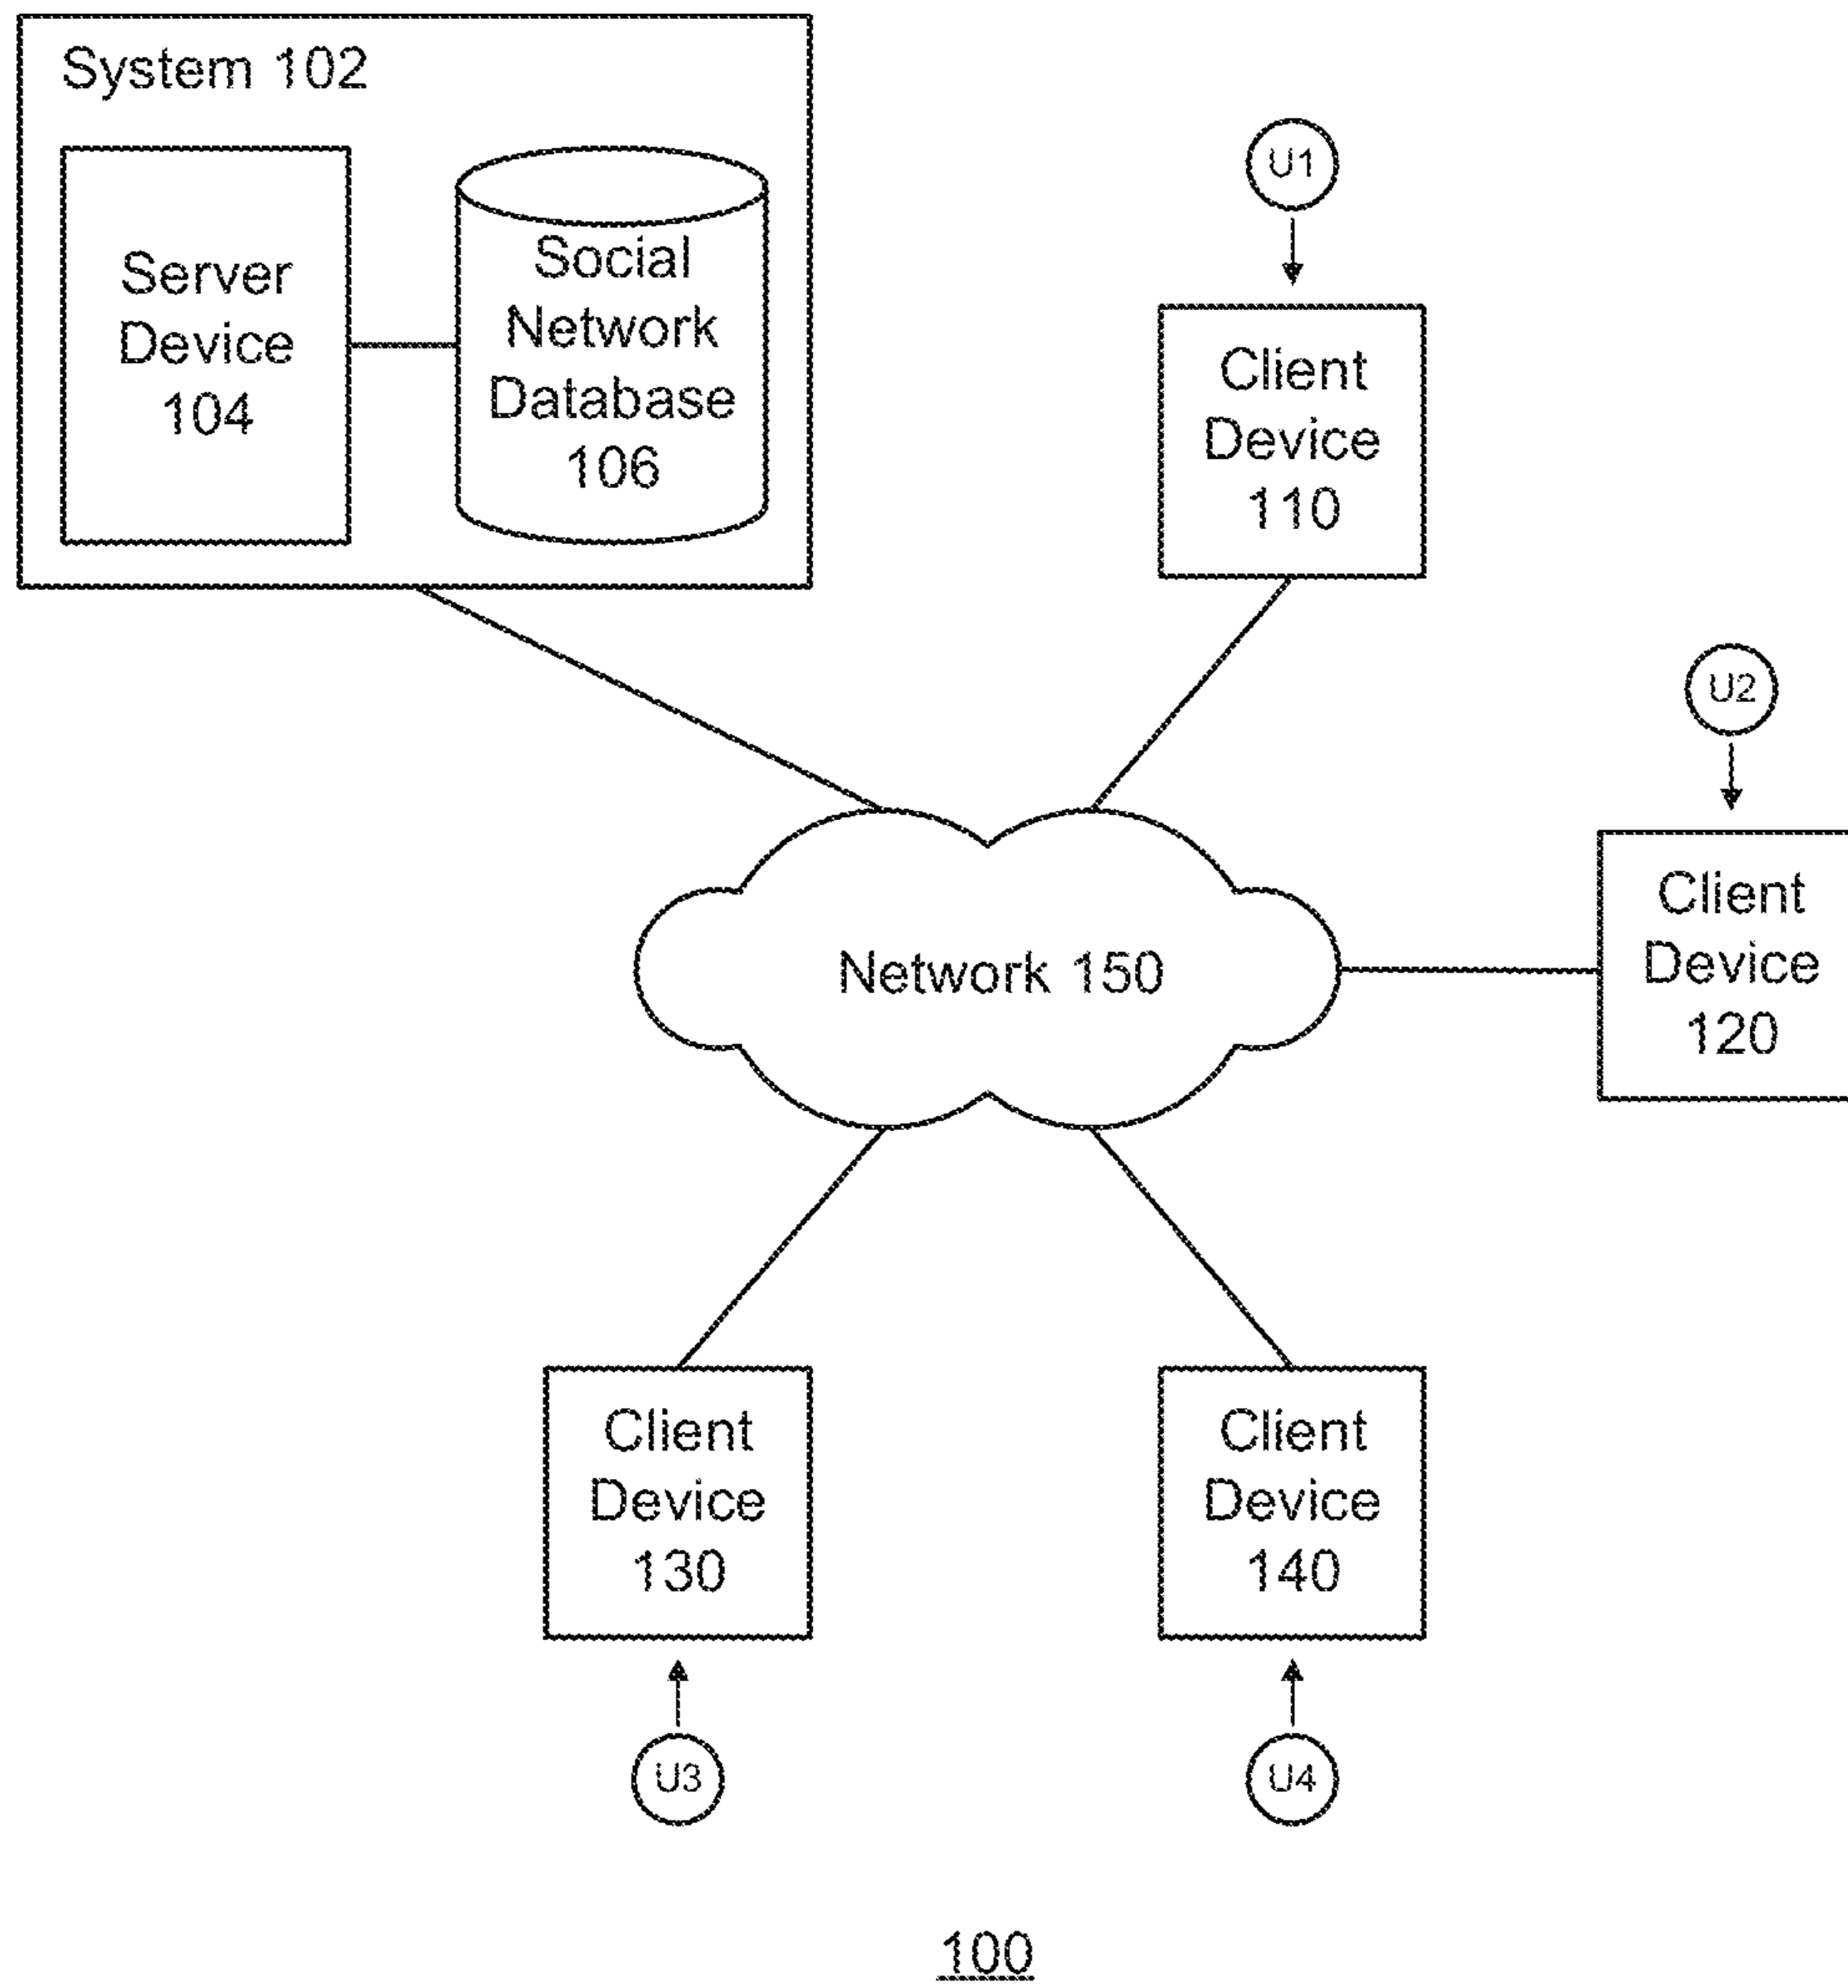 System 102
Server
Device
104
Social
Network
Database
106
U1
Client
Device
110
U2
Client
Device
120
Network 150
Client
Device
130
Client
Device
140
U3
U4
100